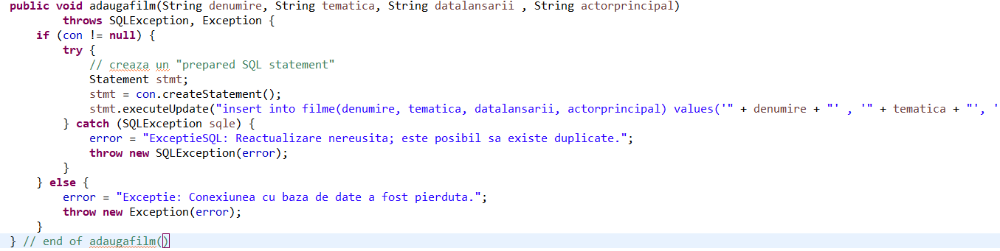 public void adaugafilm(String denumire, String tematica, String datalansarii , String actorprincipal)
        throws SQLException, Exception {
    if (con != null) {
        try {
            // creaza un "prepared SQL statement"
            Statement stmt;
            stmt = con.createStatement();
            stmt.executeUpdate("insert into filme(denumire, tematica, datalansarii, actorprincipal) values('" + denumire + "' , '" + tematica + "', '
        } catch (SQLException sqle) {
            error = "ExceptieSQL: Reactualizare nereusita; este posibil sa existe duplicate.";
            throw new SQLException(error);
        }
    } else {
        error = "Exceptie: Conexiunea cu baza de date a fost pierduta.";
        throw new Exception(error);
    }
} // end of adaugafilm()